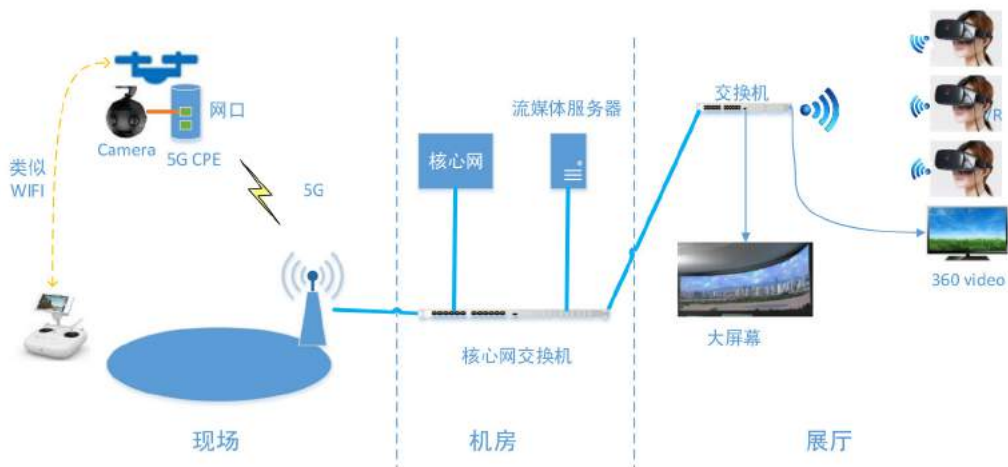 网口
Camera
5G CPE
类似
WIFI
5G
核心网
流媒体服务器
核心网交换机
交换机
R
大屏幕
360 video
现场
机房
展厅